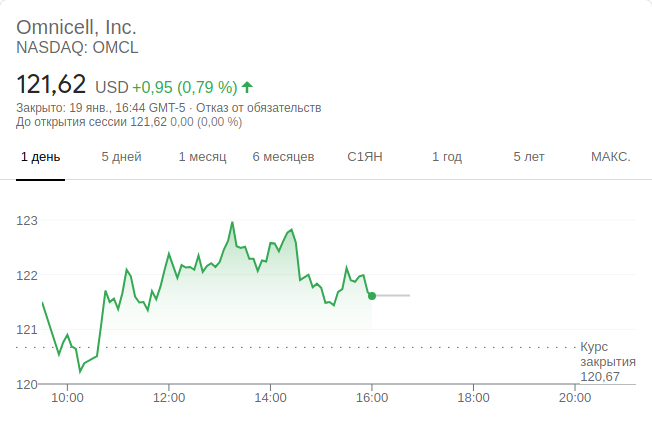 Omnicell, Inc.
NASDAQ: OMCL
121,62 USD +0,95 (0,79 %)
Закрыто: 19 янв., 16:44 GMT-5 · Отказ от обязательств
До открытия сессии 121,62 0,00 (0,00 %)
1 день 5 дней 1 месяц 6 месяцев С1ЯН 1 год 5 лет МАКС.
123
122
121
Курс
закрытия
120,67
120
10:00 12:00 14:00 16:00 18:00 20:00